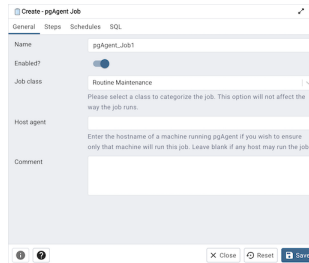 Create - pgAgent Job
General Steps Schedules SQL
Name pgAgent_Job1
Enabled?
Job class Routine Maintenance
Please select a class to categorize the job. This option will not affect the
way the job runs.
Host agent
Enter the hostname of a machine running pgAgent if you wish to ensure
only that machine will run this job. Leave blank if any host may run the job
Comment
Close Reset Save